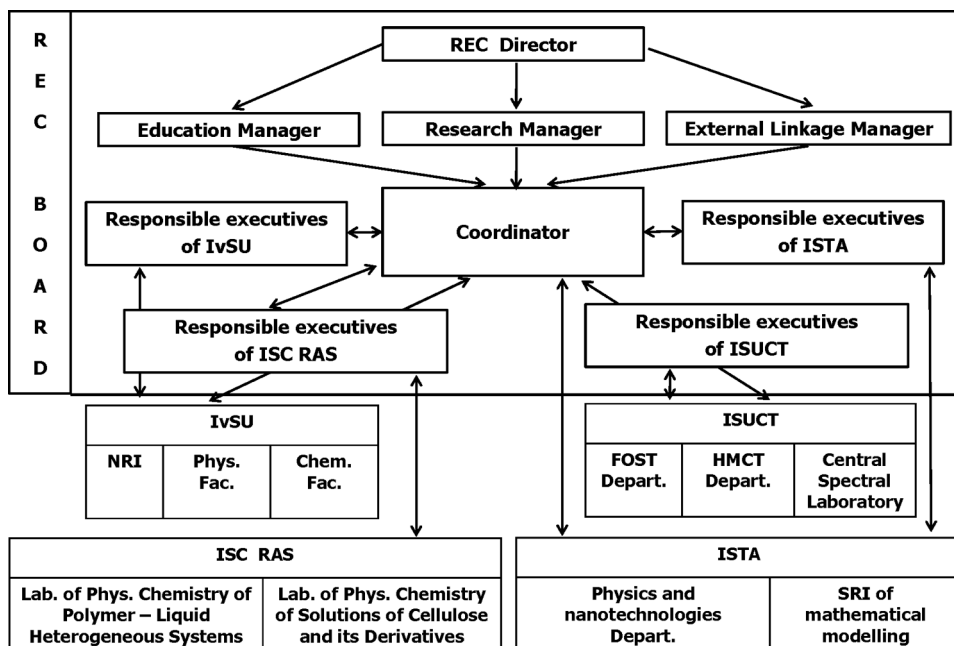 R
E
C
B
O
A
R
D
REC Director
Education Manager
Research Manager
External Linkage Manager
Responsible executives
of IvSU
Coordinator
Responsible executives
of ISTA
Responsible executives
of ISC RAS
Responsible executives
of ISUCT
IvSU
NRI
Phys.
Fac.
Chem.
Fac.
ISUCT
FOST
Depart.
HMCT
Depart.
Central
Spectral
Laboratory
ISC RAS
Lab. of Phys. Chemistry of
Polymer – Liquid
Heterogeneous Systems
Lab. of Phys. Chemistry
of Solutions of Cellulose
and its Derivatives
ISTA
Physics and
nanotechnologies
Depart.
SRI of
mathematical
modelling